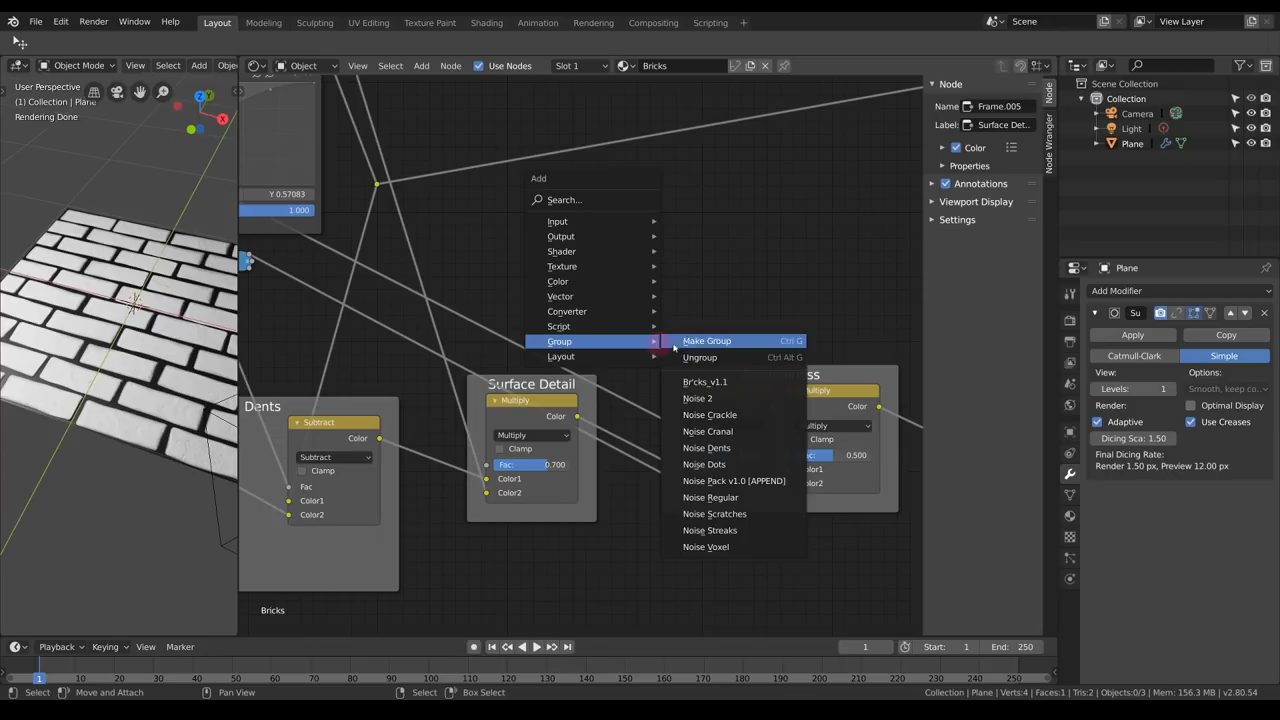 File Edit Render Window Help Layout Modeling Sculpting UV Editing Texture Paint Shading Animation Rendering Compositing Scripting + Scene View Layer
Object Mode View Select Add Obje Object View Select Add Node Use Nodes Slot 1 Bricks
User Perspective
(1) Collection | Plane
Rendering Done
Z
Y
X
Y 0.57083
1.000
Dents
Subtract
Color
Subtract
Clamp
Fac
Color1
Color2
Surface Detail
Multiply
Color
Multiply
Clamp
Fac: 0.700
Color1
Color2
Add
Search...
Input
Output
Shader
Texture
Color
Vector
Converter
Script
Group
Layout
Make Group Ctrl G
Ungroup Ctrl Alt G
Bricks_v1.1
Noise 2
Noise Crackle
Noise Cranal
Noise Dents
Noise Dots
Noise Pack v1.0 [APPEND]
Noise Regular
Noise Scratches
Noise Streaks
Noise Voxel
ss
Multiply
Color
ultiply
Clamp
ac: 0.500
olor1
olor2
Bricks
Node
Name Frame.005
Label: Surface Det..
Color
Properties
Annotations
Viewport Display
Settings
Node
Node Wrangler
Scene Collection
Collection
Camera
Light
Plane
Plane
Add Modifier
Su
Apply Copy
Catmull-Clark Simple
View: Options:
Levels: 1 Smooth, keep co..
Render: Optimal Display
Adaptive Use Creases
Dicing Sca: 1.50
Final Dicing Rate:
Render 1.50 px, Preview 12.00 px
Playback Keying View Marker 1 Start: 1 End: 250
1 10 20 30 40 50 60 70 80 90 100 110 120 130 140 150 160 170 180 190 200 210 220 230 240 250
Select Move and Attach Pan View Select Box Select Collection | Plane | Verts:4 | Faces:1 | Tris:2 | Objects:0/3 | Mem: 156.3 MB | v2.80.54